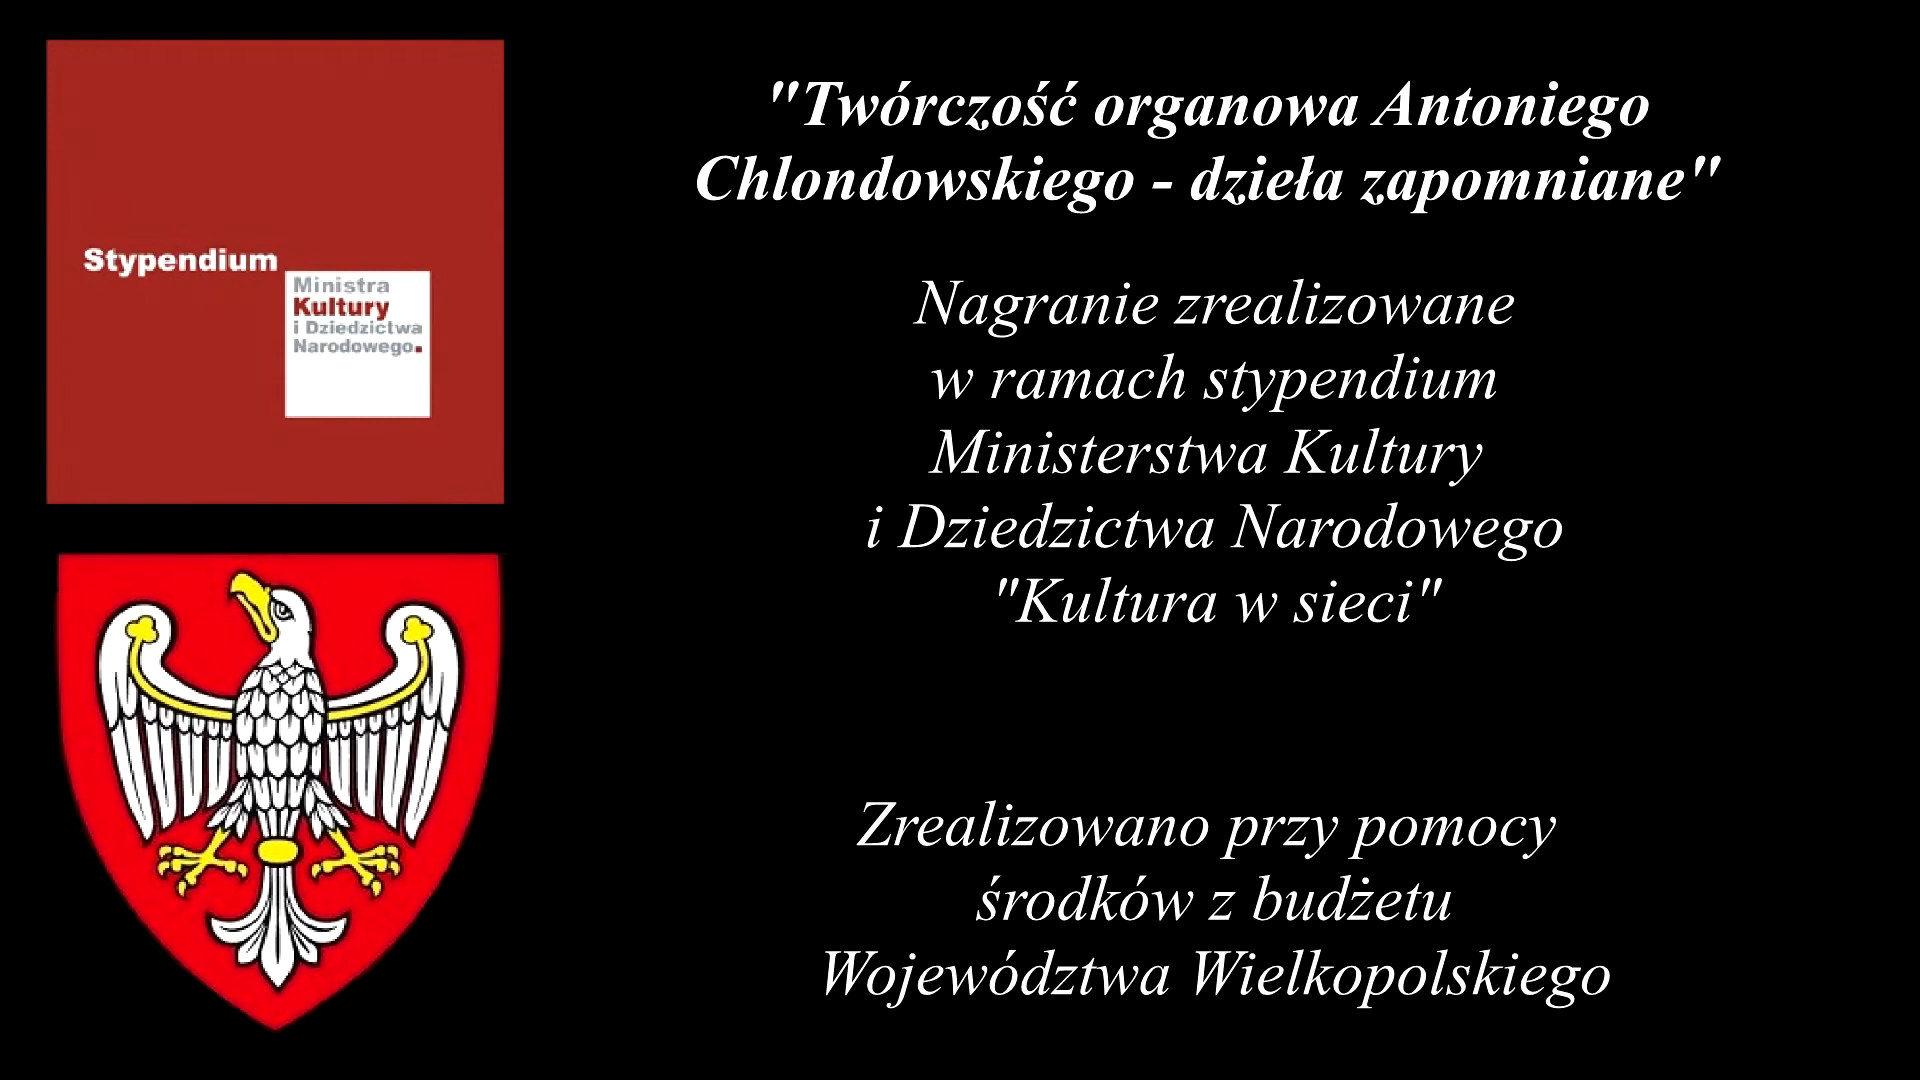 Stypendium
Ministra
Kultury
i Dziedzictwa
Narodowego.
"Twórczość organowa Antoniego
Chlondowskiego - dzieła zapomniane"
Nagranie zrealizowane
w ramach stypendium
Ministerstwa Kultury
i Dziedzictwa Narodowego
"Kultura w sieci"
Zrealizowano przy pomocy
środków z budżetu
Województwa Wielkopolskiego